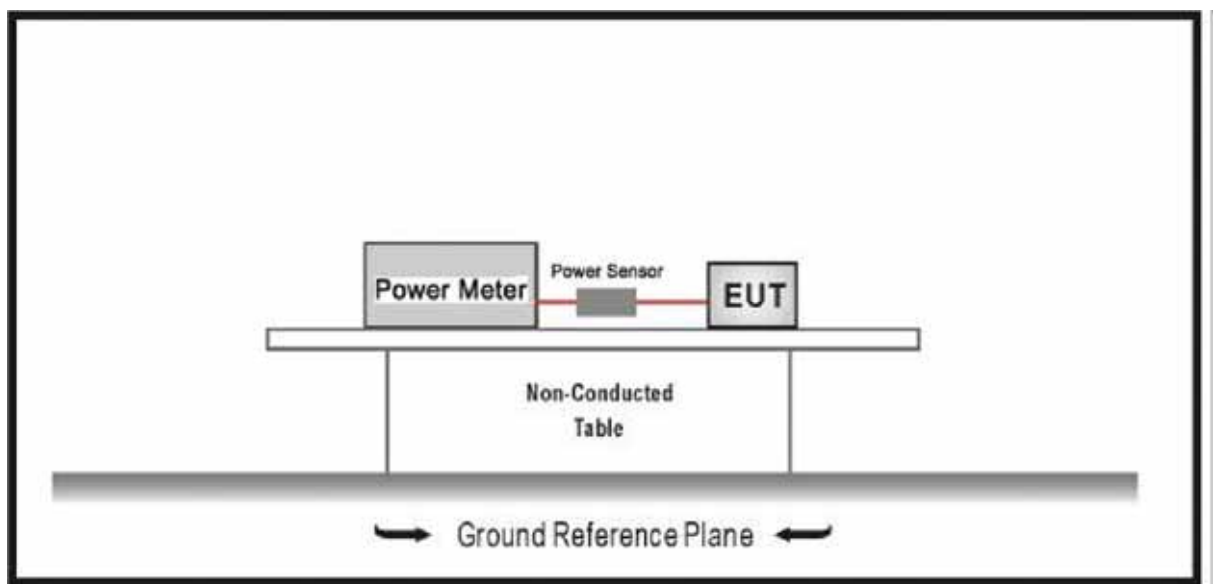 Power Sensor
Power Meter
EUT
Non-Conducted
Table
Ground Reference Plane